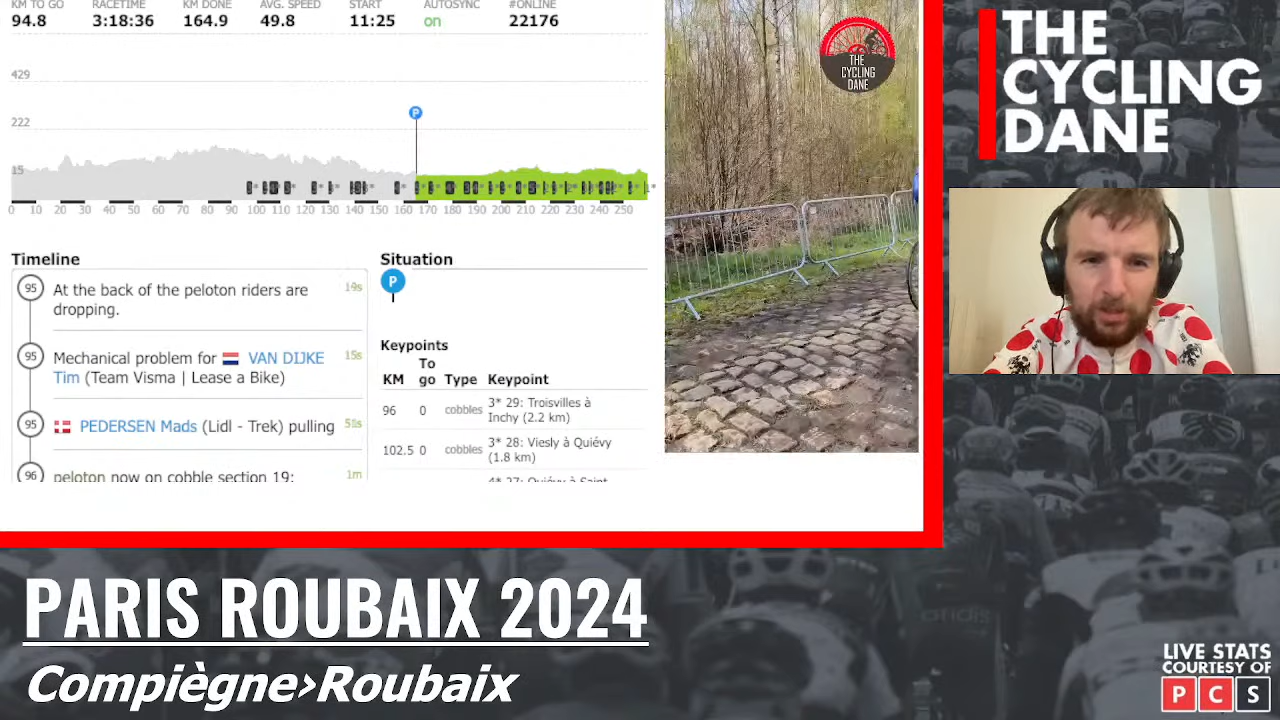 KM TO GO RACETIME KM DONE AVG. SPEED START AUTOSYNC #ONLINE
94.8 3:18:36 164.9 49.8 11:25 on 22176
429
222
15
P
0 10 20 30 40 50 60 70 80 90 100 110 120 130 140 150 160 170 180 190 200 210 220 230 240 250
Timeline
95 At the back of the peloton riders are 14s
dropping.
95 Mechanical problem for VAN DIJKE 15s
Tim (Team Visma | Lease a Bike)
95 PEDERSEN Mads (Lidl - Trek) pulling 51s
96 peloton now on cobble section 19: 1m
Situation
P
Keypoints
KM To go Type Keypoint
96 0 cobbles 3* 29: Troisvilles à
Inchy (2.2 km)
102.5 0 cobbles 3* 28: Viesly à Quiévy
(1.8 km)
4* 27: Quiévy à Saint-
THE
CYCLING
DANE
THE
CYCLING
DANE
PARIS ROUBAIX 2024
Compiègne›Roubaix
LIVE STATS
COURTESY OF
P C S